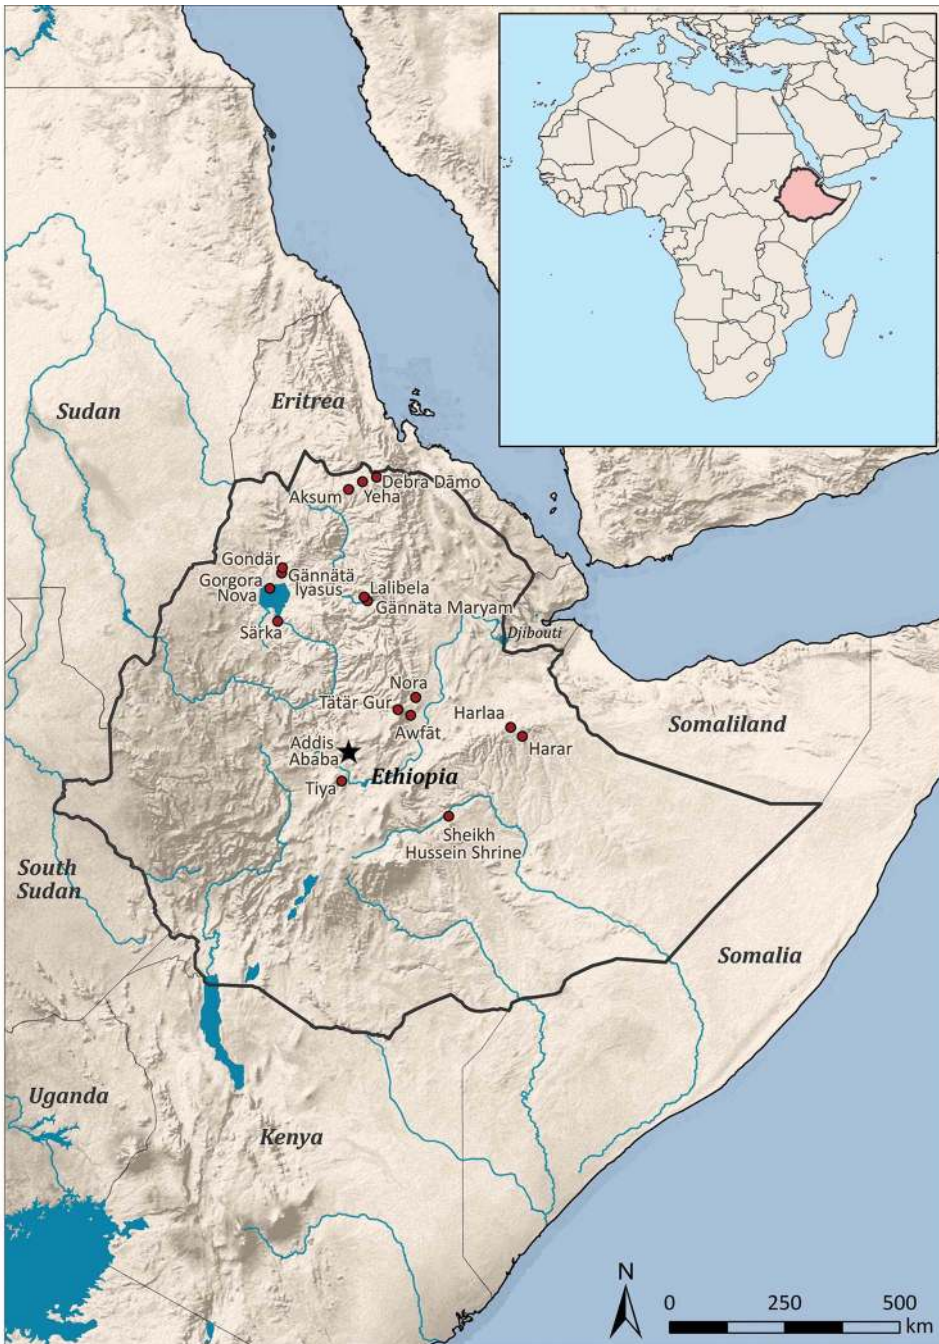 Sudan
Eritrea
Debra Dāmo
Aksum
Yeha
Gondär
Gännätä
Iyasus
Gorgora
Nova
Lalibela
Gännäta Maryam
Särka
Djibouti
Nora
Tätär Gur
Awfāt
Harlaa
Harar
Somaliland
Addis
Ababa
Ethiopia
Tiya
Sheikh
Hussein Shrine
South
Sudan
Somalia
Uganda
Kenya
N
0 250 500
km